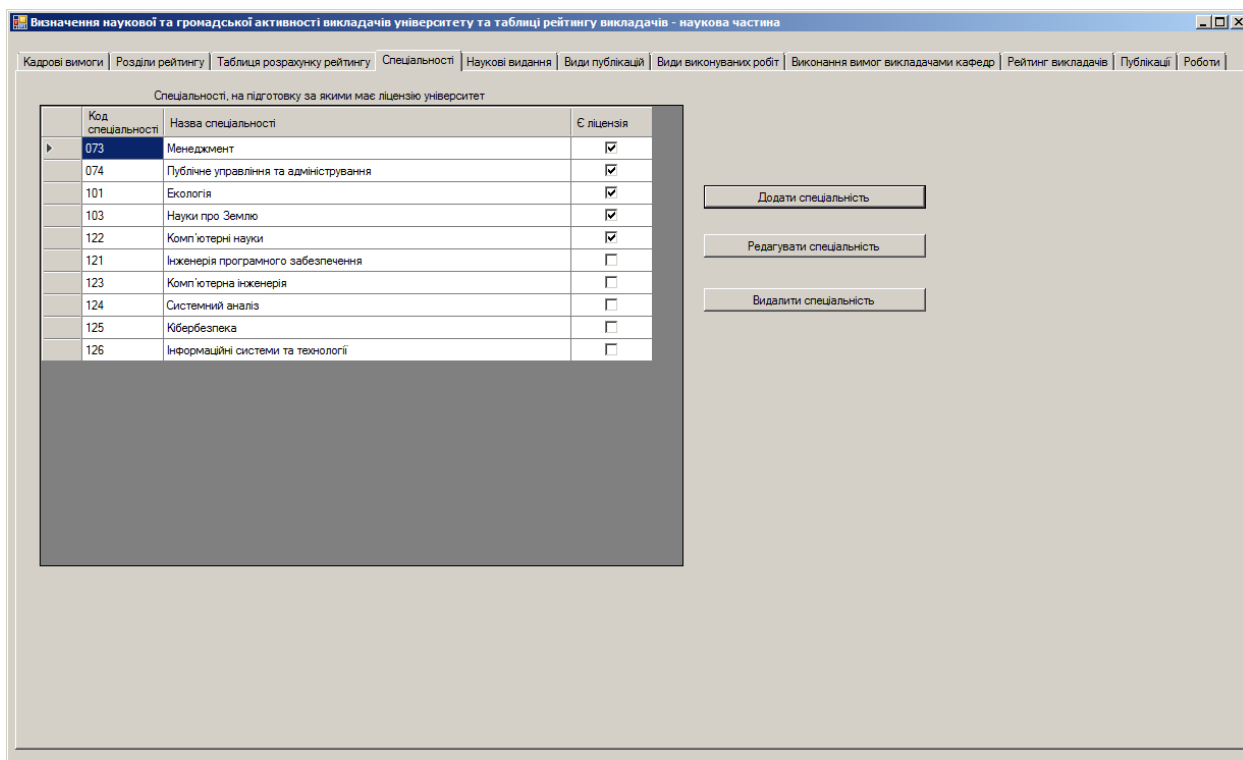 Визначення наукової та громадської активності викладачів університету та таблиці рейтингу викладачів - наукова частина
Кадрові вимоги Розділи рейтингу Таблиця розрахунку рейтингу Спеціальності Наукові видання Види публікацій Види виконуваних робіт Виконання вимог викладачами кафедр Рейтинг викладачів Публікації Роботи
Спеціальності, на підготовку за якими має ліцензію університет
Код спеціальності Назва спеціальності Є ліцензія
073 Менеджмент
074 Публічне управління та адміністрування
101 Екологія
103 Науки про Землю
122 Комп'ютерні науки
121 Інженерія програмного забезпечення
123 Комп'ютерна інженерія
124 Системний аналіз
125 Кібербезпека
126 Інформаційні системи та технології
Додати спеціальність
Редагувати спеціальність
Видалити спеціальність